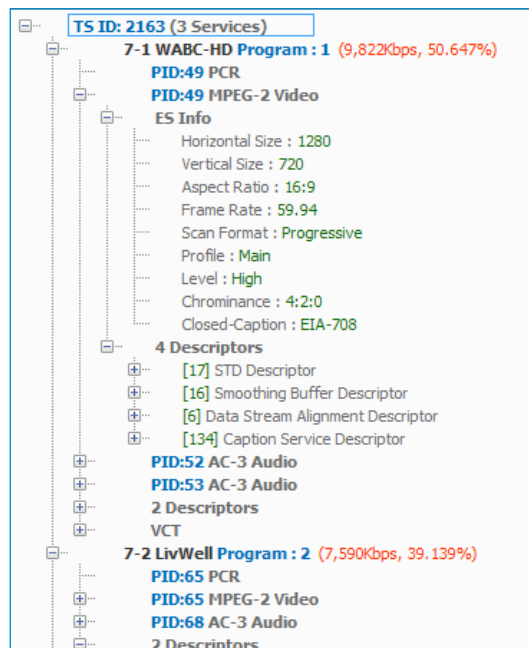 TS ID: 2163 (3 Services)
7-1 WABC-HD Program : 1 (9,822Kbps, 50.647%)
PID:49 PCR
PID:49 MPEG-2 Video
ES Info
Horizontal Size : 1280
Vertical Size : 720
Aspect Ratio : 16:9
Frame Rate : 59.94
Scan Format : Progressive
Profile : Main
Level : High
Chrominance : 4:2:0
Closed-Caption : EIA-708
4 Descriptors
[17] STD Descriptor
[16] Smoothing Buffer Descriptor
[6] Data Stream Alignment Descriptor
[134] Caption Service Descriptor
PID:52 AC-3 Audio
PID:53 AC-3 Audio
2 Descriptors
VCT
7-2 LivWell Program : 2 (7,590Kbps, 39.139%)
PID:65 PCR
PID:65 MPEG-2 Video
PID:68 AC-3 Audio
2 Descriptors